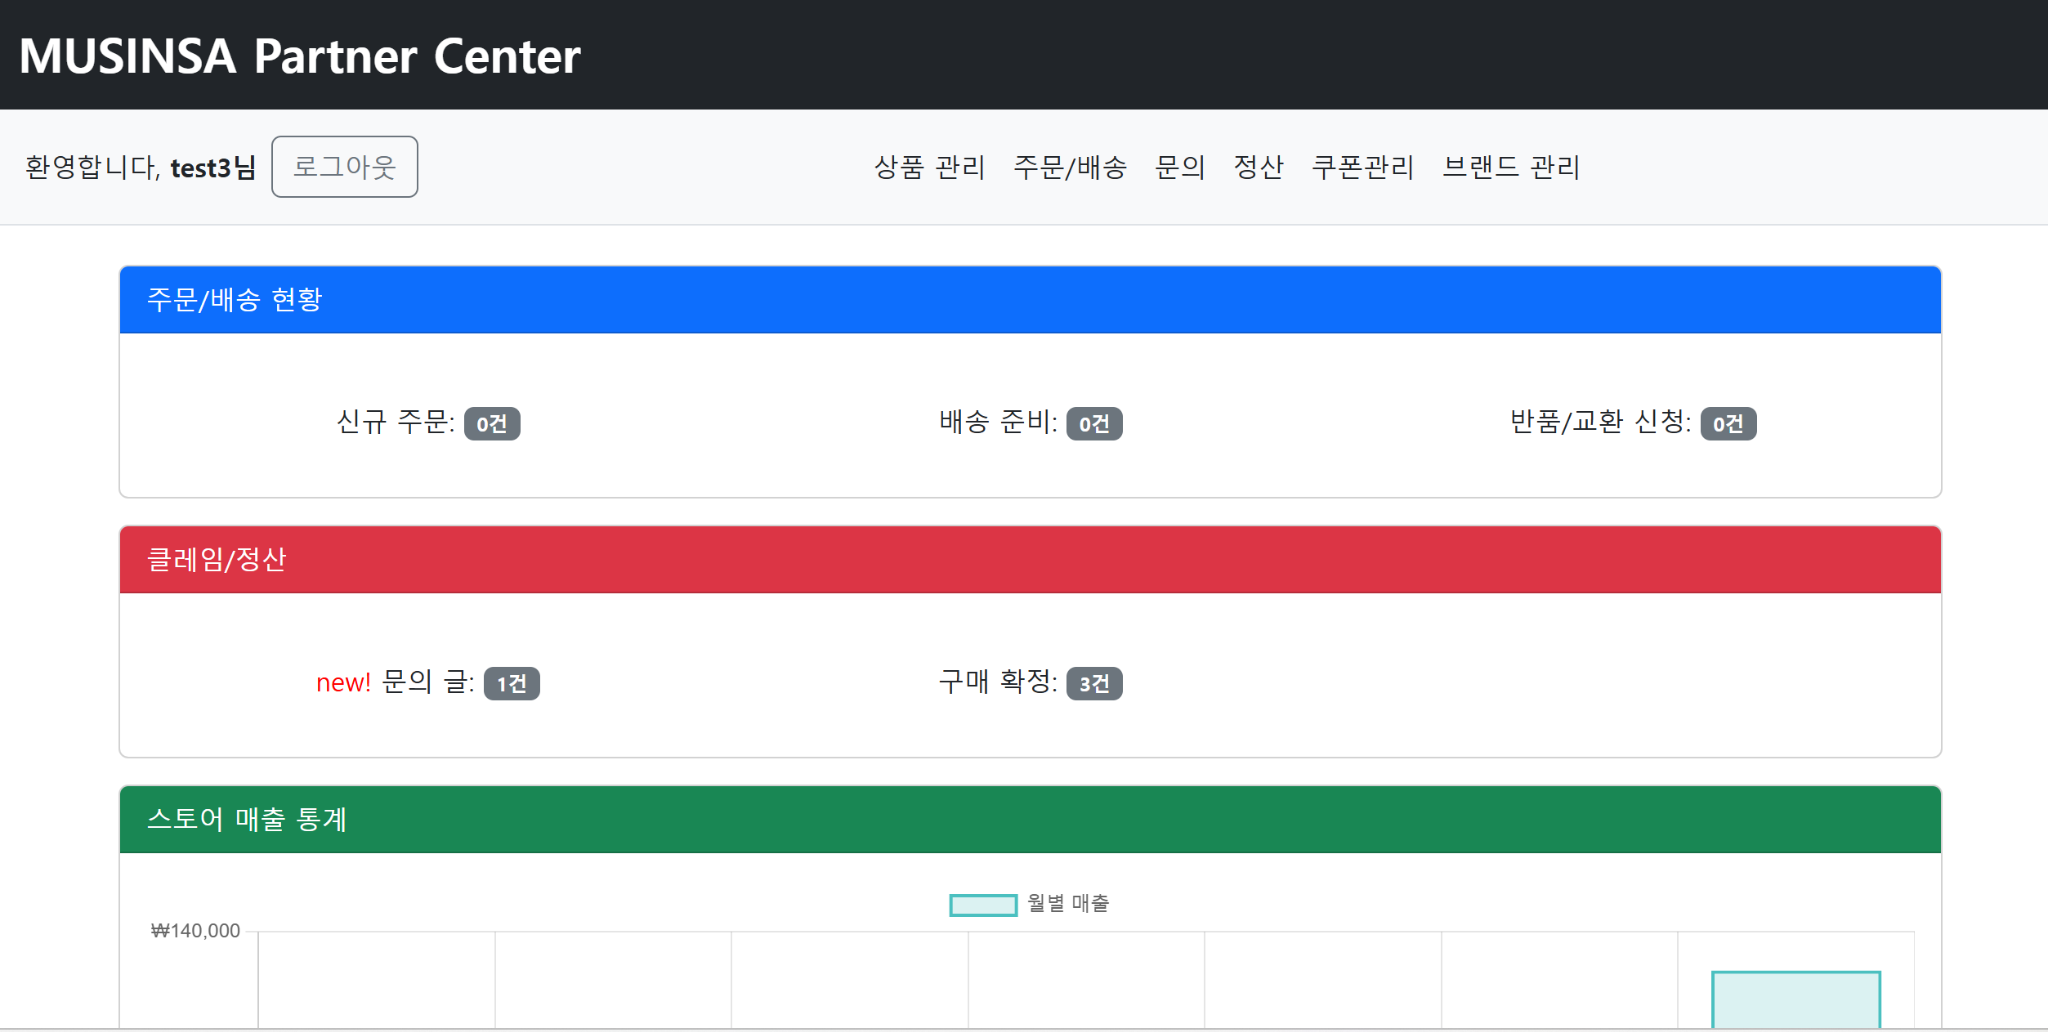 MUSINSA Partner Center
환영합니다, test3님 로그아웃 상품 관리 주문/배송 문의 정산 쿠폰관리 브랜드 관리
주문/배송 현황
신규 주문: 0건 배송 준비: 0건 반품/교환 신청: 0건
클레임/정산
new! 문의 글: 1건 구매 확정: 3건
스토어 매출 통계
월별 매출
₩140,000